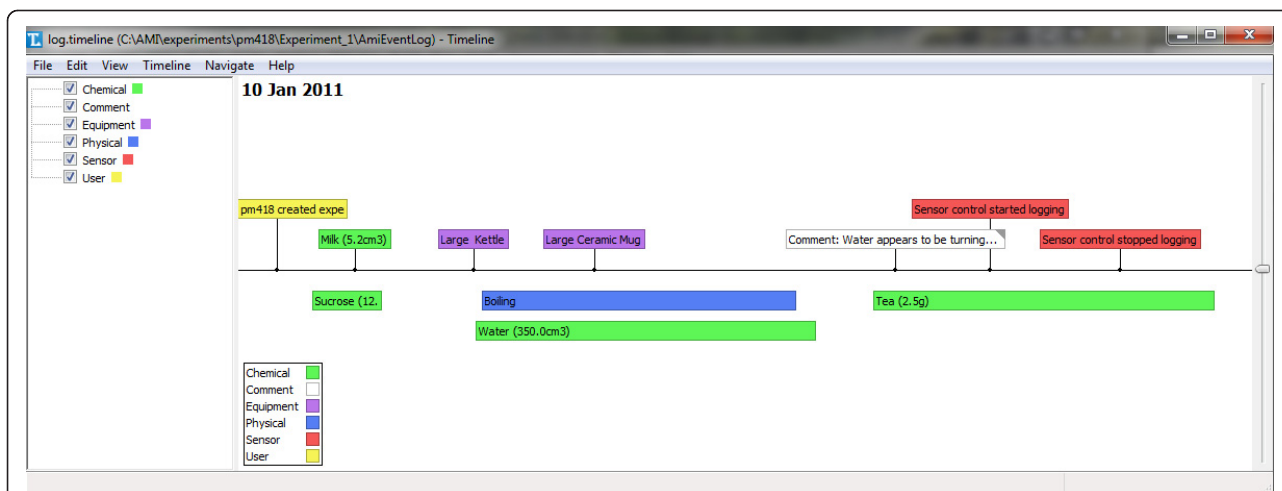 log.timeline (C:\AMI\experiments\pm418\Experiment_1\AmiEventLog) - Timeline
File Edit View Timeline Navigate Help
Chemical
Comment
Equipment
Physical
Sensor
User
10 Jan 2011
pm418 created expe
Sensor control started logging
Milk (5.2cm3)
Large Kettle
Large Ceramic Mug
Comment: Water appears to be turning...
Sensor control stopped logging
Sucrose (12.
Boiling
Tea (2.5g)
Water (350.0cm3)
Chemical
Comment
Equipment
Physical
Sensor
User